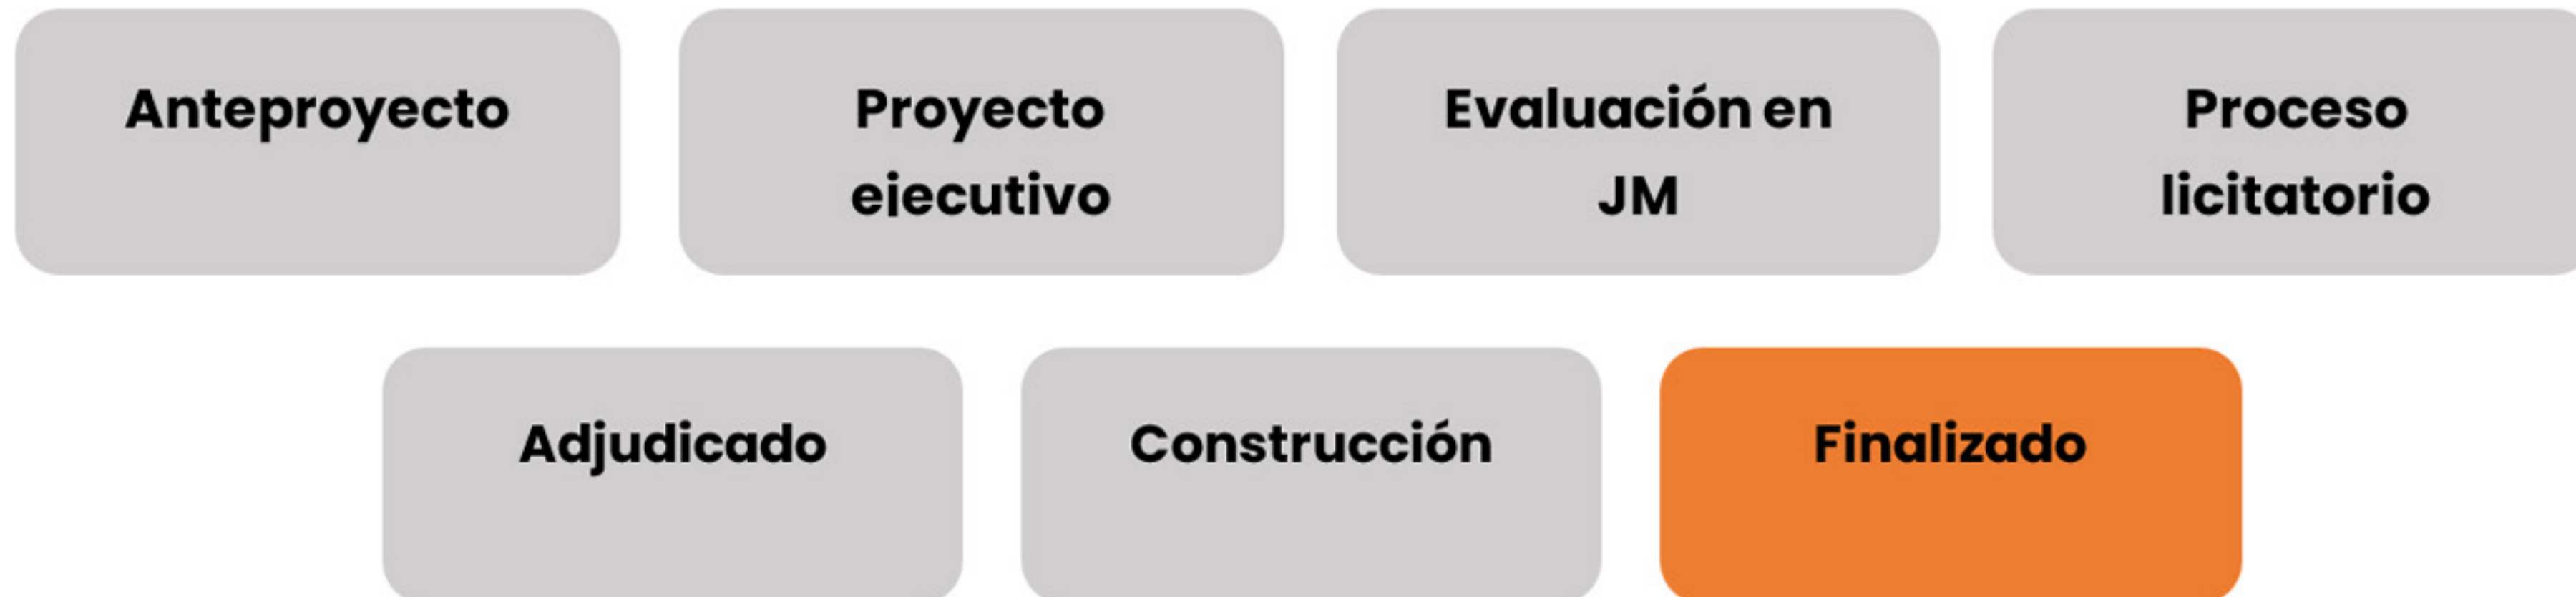 Anteproyecto
Proyecto
ejecutivo
Evaluación en
JM
Proceso
licitatorio
Adjudicado
Construcción
Finalizado